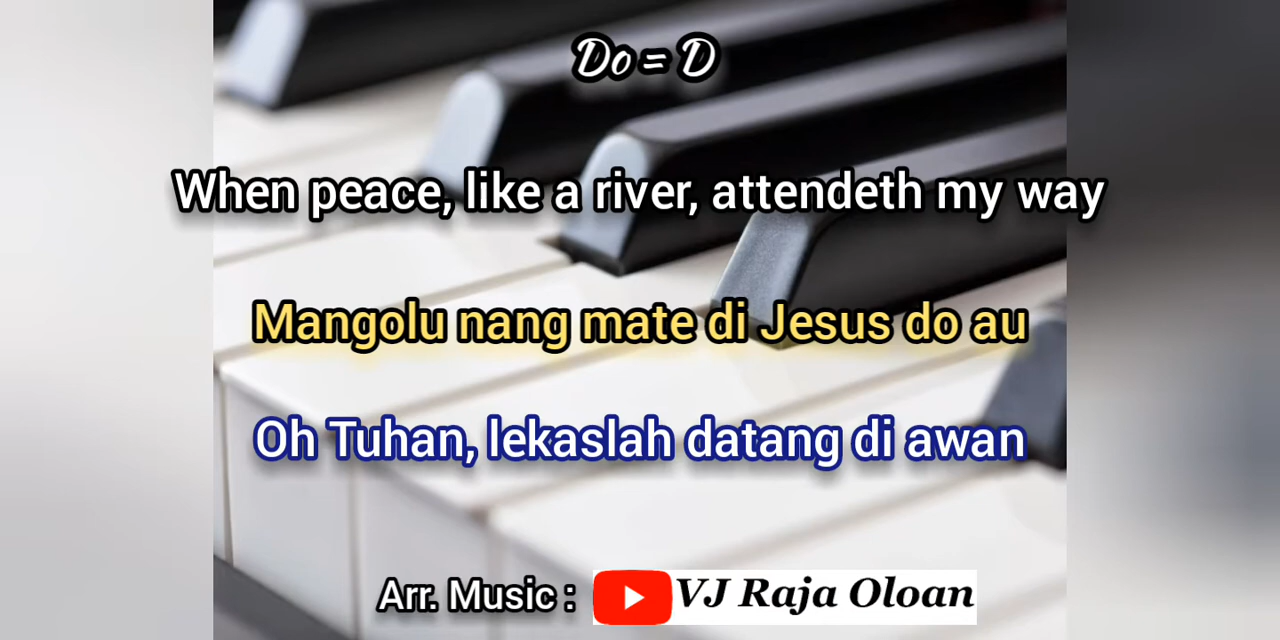 Do = D
When peace, like a river, attendeth my way
Mangolu nang mate di Jesus do au
Oh Tuhan, lekaslah datang di awan
Arr. Music : VJ Raja Oloan